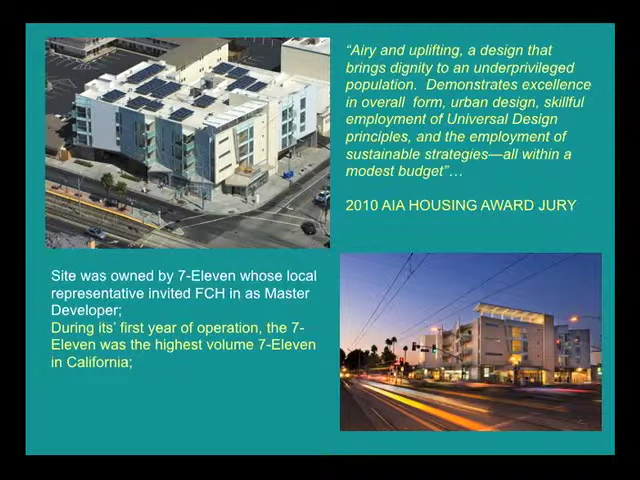 “Airy and uplifting, a design that
brings dignity to an underprivileged
population.  Demonstrates excellence
in overall  form, urban design, skillful
employment of Universal Design
principles, and the employment of
sustainable strategies—all within a
modest budget”…
2010 AIA HOUSING AWARD JURY
Site was owned by 7-Eleven whose local
representative invited FCH in as Master
Developer;
During its’ first year of operation, the 7-
Eleven was the highest volume 7-Eleven
in California;